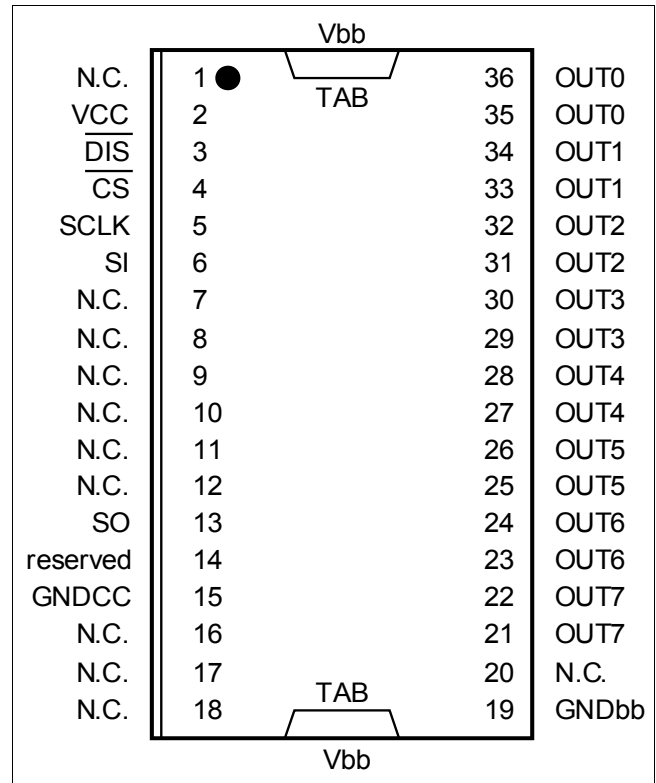 Vbb
TAB
N.C. 1 36 OUT0
VCC 2 35 OUT0
D̅I̅S̅ 3 34 OUT1
C̅S̅ 4 33 OUT1
SCLK 5 32 OUT2
SI 6 31 OUT2
N.C. 7 30 OUT3
N.C. 8 29 OUT3
N.C. 9 28 OUT4
N.C. 10 27 OUT4
N.C. 11 26 OUT5
N.C. 12 25 OUT5
SO 13 24 OUT6
reserved 14 23 OUT6
GNDCC 15 22 OUT7
N.C. 16 21 OUT7
N.C. 17 20 N.C.
TAB
N.C. 18 19 GNDbb
Vbb